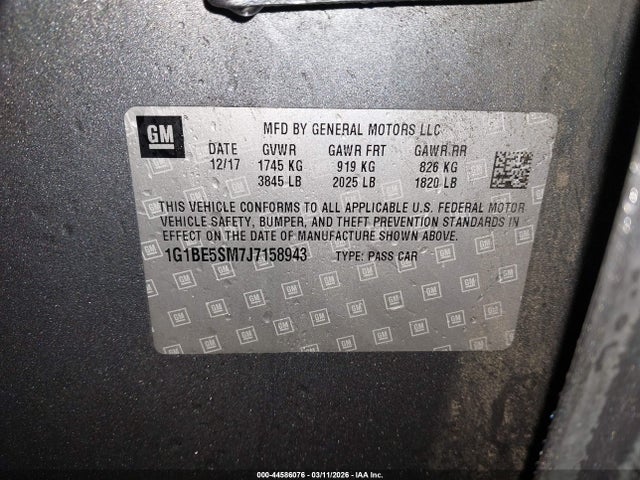 GM
MFD BY GENERAL MOTORS LLC
DATE GVWR GAWR FRT GAWR RR
12/17 1745 KG 919 KG 826 KG
3845 LB 2025 LB 1820 LB
THIS VEHICLE CONFORMS TO ALL APPLICABLE U.S. FEDERAL MOTOR
VEHICLE SAFETY, BUMPER, AND THEFT PREVENTION STANDARDS IN
EFFECT ON THE DATE OF MANUFACTURE SHOWN ABOVE.
1G1BE5SM7J7158943 TYPE: PASS CAR
000-44586076 - 03/11/2026 - IAA Inc.